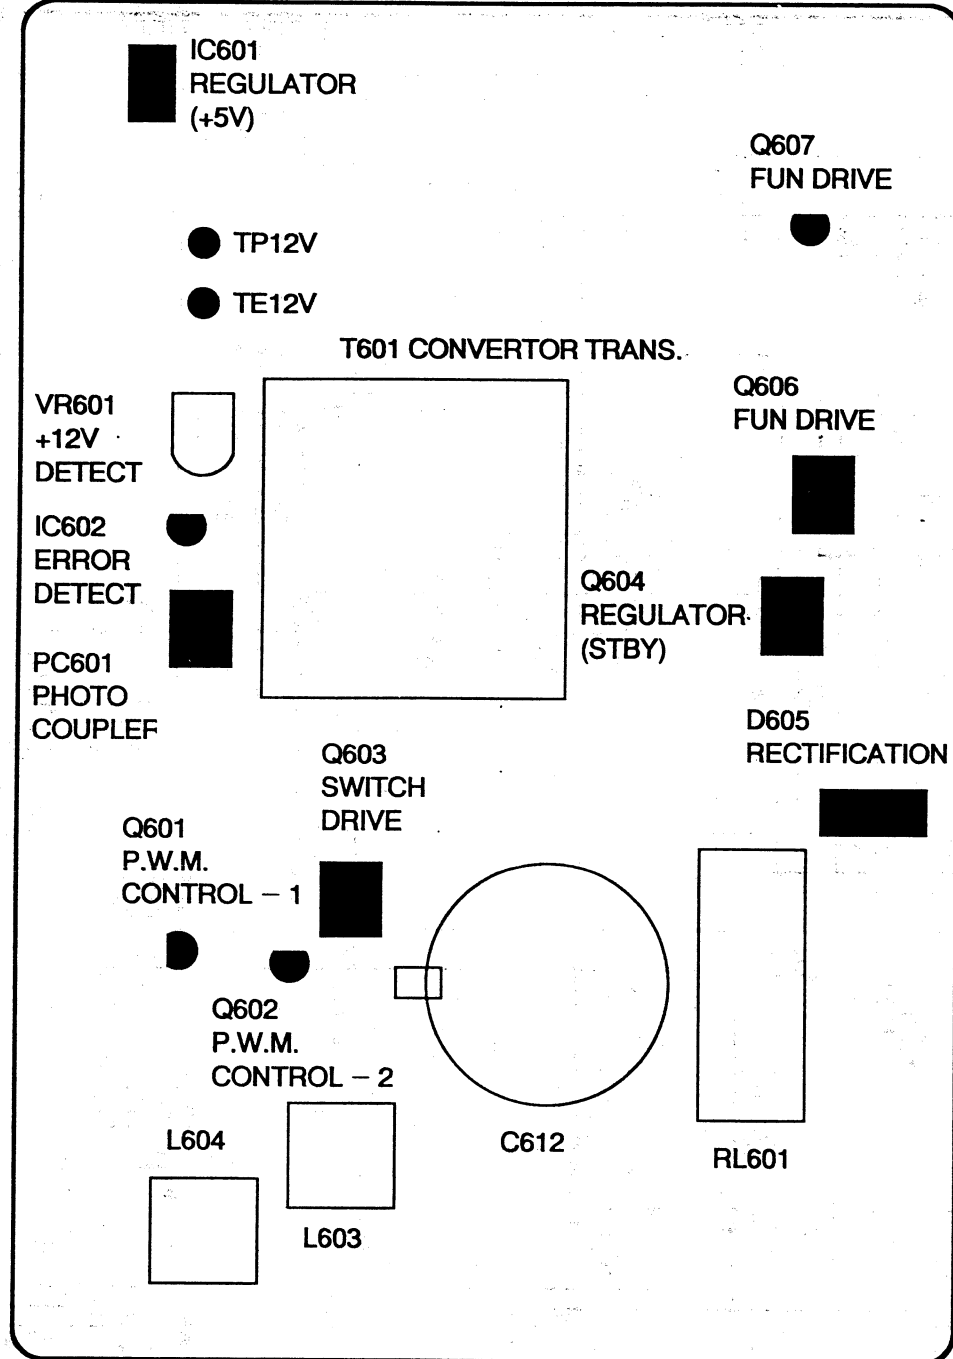 IC601
REGULATOR
(+5V)
Q607
FUN DRIVE
TP12V
TE12V
T601 CONVERTOR TRANS.
VR601
+12V
DETECT
Q606
FUN DRIVE
IC602
ERROR
DETECT
Q604
REGULATOR
(STBY)
PC601
PHOTO
COUPLER
D605
RECTIFICATION
Q603
SWITCH
DRIVE
Q601
P.W.M.
CONTROL – 1
Q602
P.W.M.
CONTROL – 2
L604
C612
RL601
L603